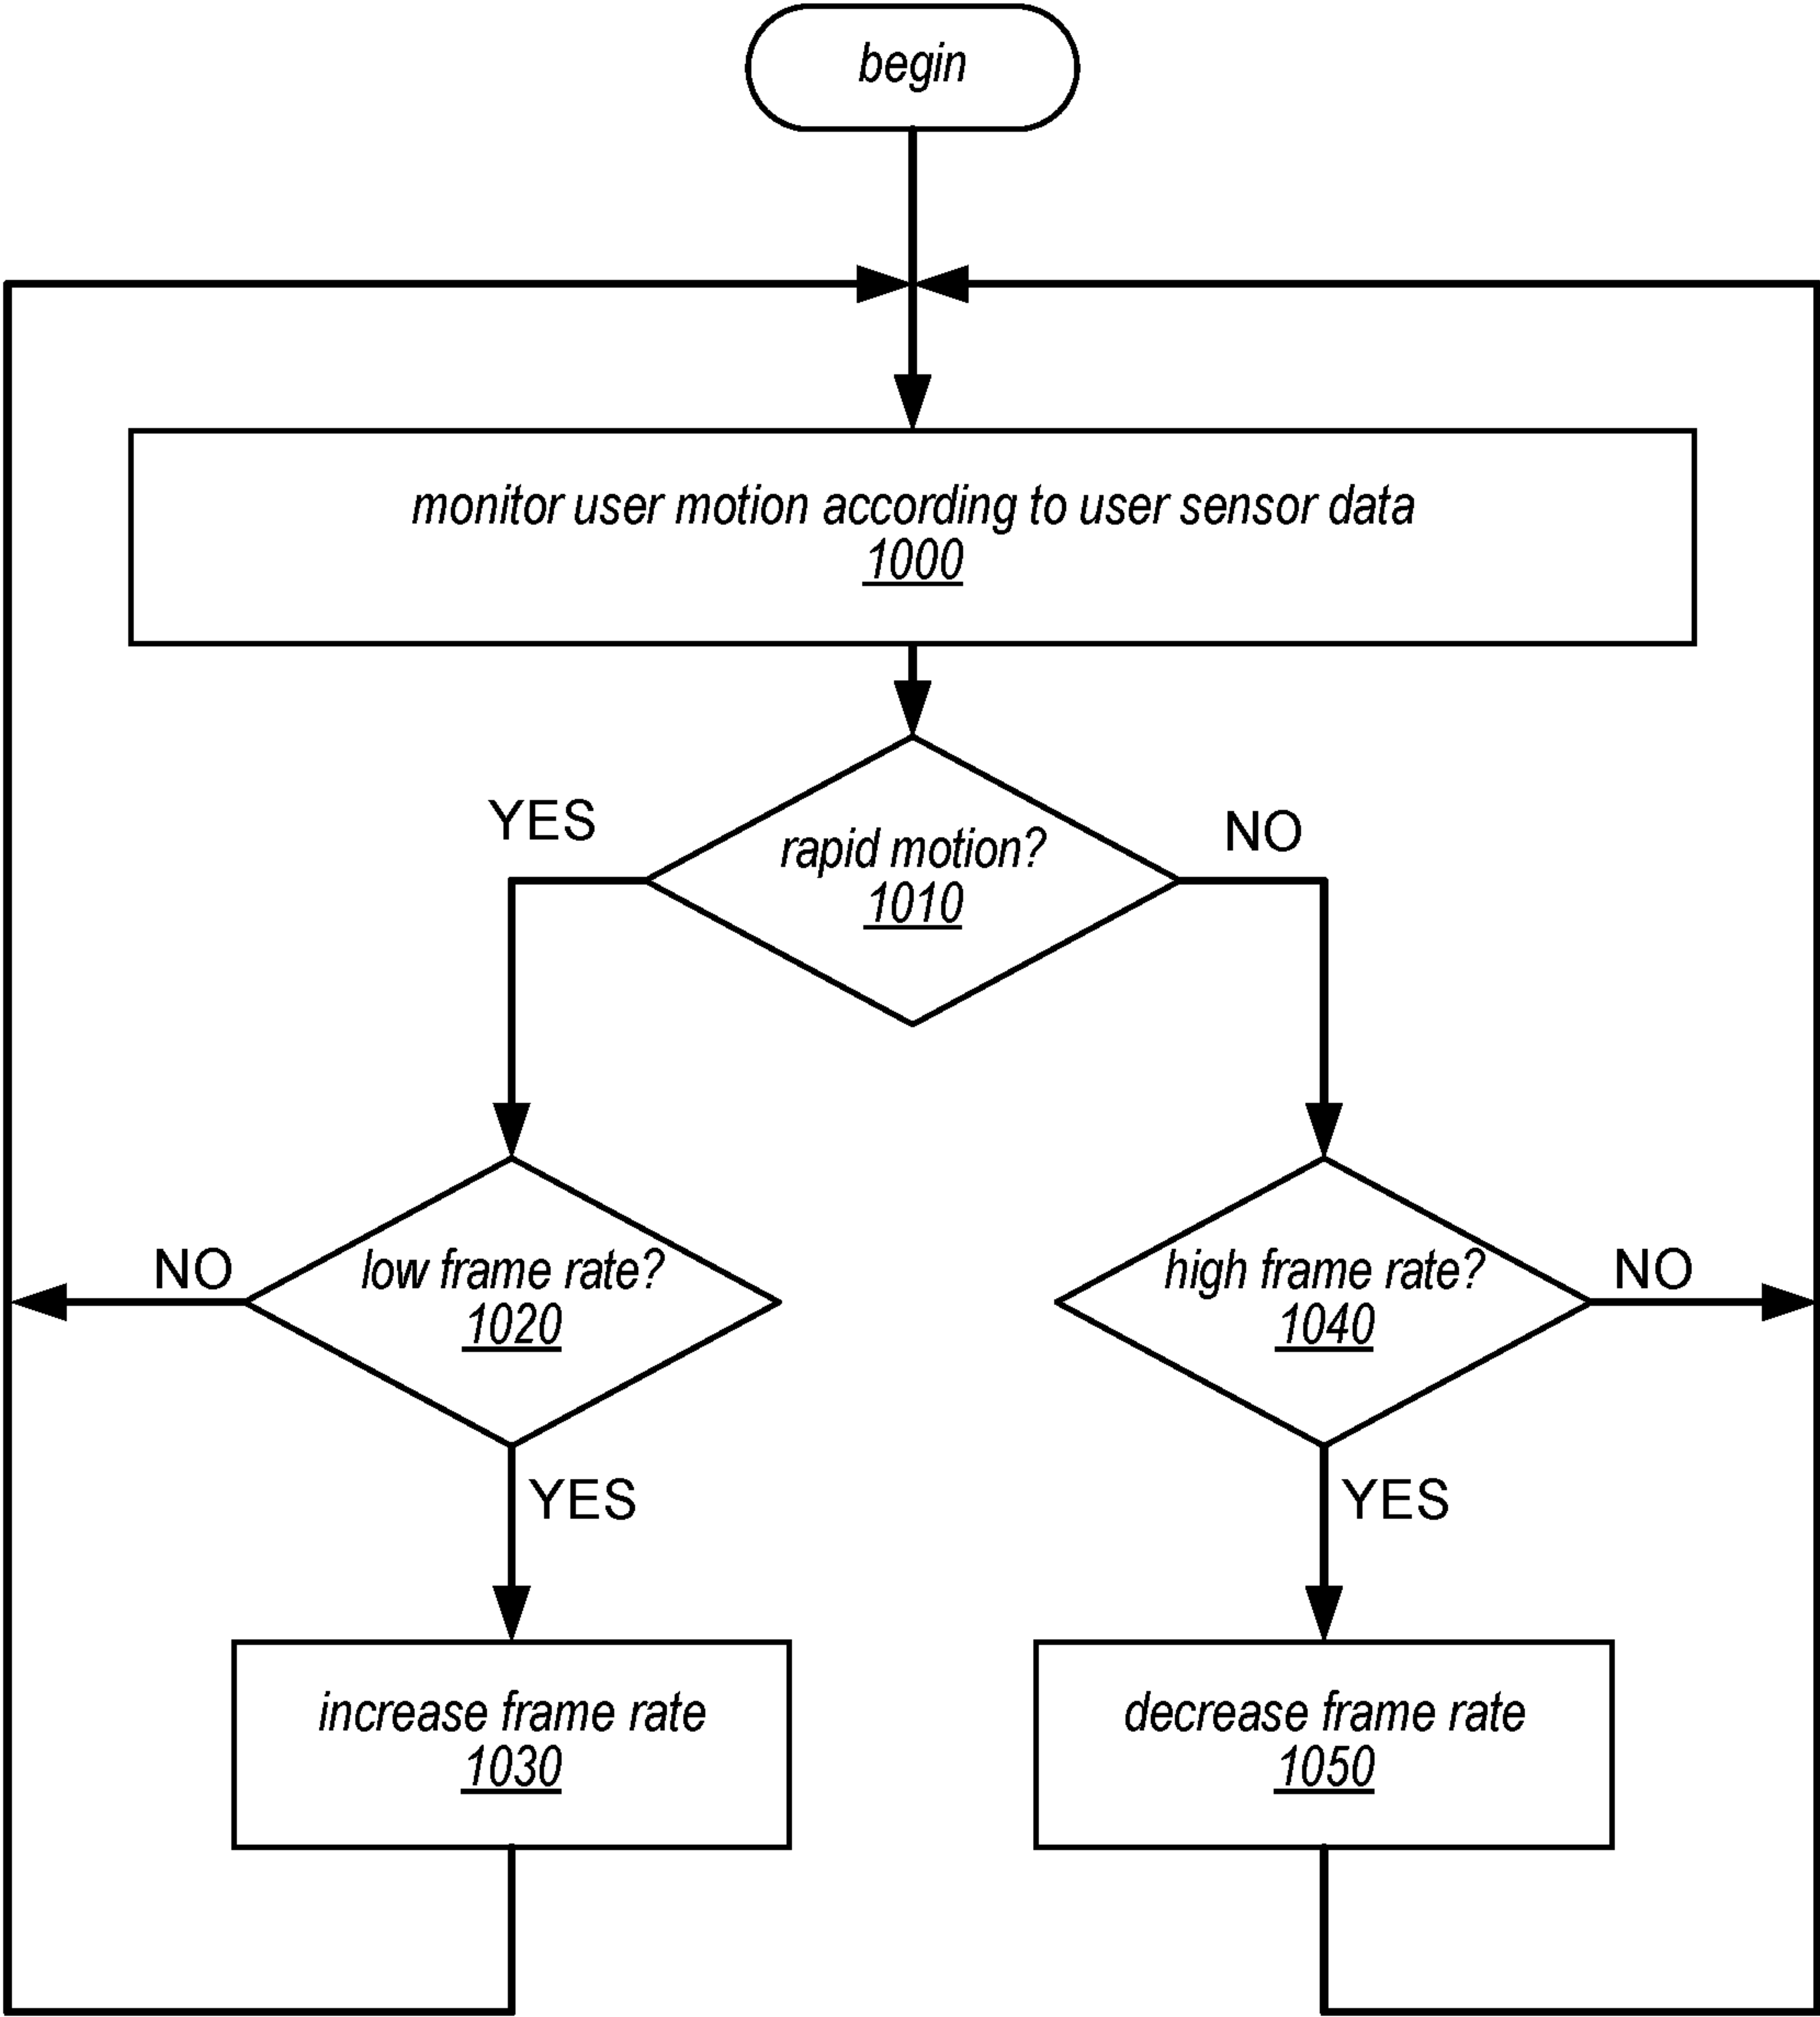 begin
monitor user motion according to user sensor data
1000
YES
NO
rapid motion?
1010
NO
low frame rate?
1020
high frame rate?
1040
NO
YES
YES
increase frame rate
1030
decrease frame rate
1050